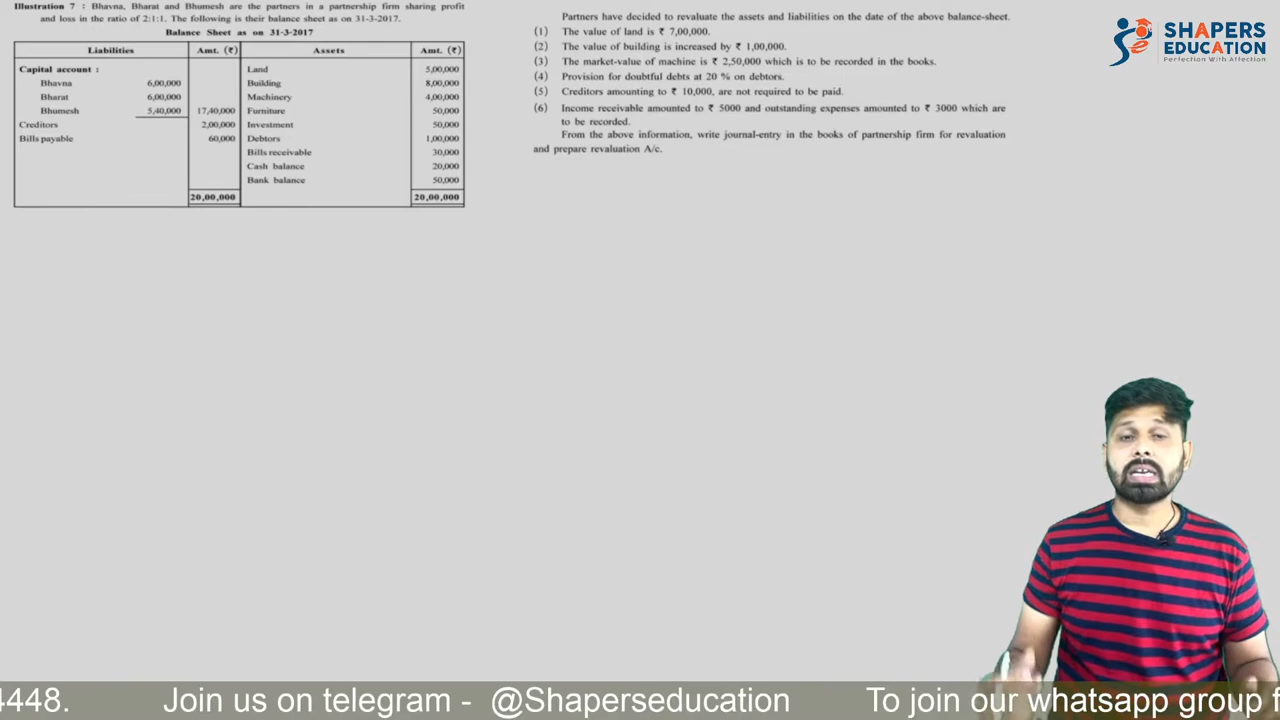 Illustration 7 : Bhavna, Bharat and Bhumesh are the partners in a partnership firm sharing profit
and loss in the ratio of 2:1:1. The following is their balance sheet as on 31-3-2017.
Balance Sheet as on 31-3-2017
Liabilities Amt. (₹) Assets Amt. (₹)
Capital account : Land 5,00,000
Bhavna 6,00,000 Building 8,00,000
Bharat 6,00,000 Machinery 4,00,000
Bhumesh 5,40,000 17,40,000 Furniture 50,000
Creditors 2,00,000 Investment 50,000
Bills payable 60,000 Debtors 1,00,000
Bills receivable 30,000
Cash balance 20,000
Bank balance 50,000
20,00,000 20,00,000
Partners have decided to revaluate the assets and liabilities on the date of the above balance-sheet.
(1) The value of land is ₹ 7,00,000.
(2) The value of building is increased by ₹ 1,00,000.
(3) The market-value of machine is ₹ 2,50,000 which is to be recorded in the books.
(4) Provision for doubtful debts at 20 % on debtors.
(5) Creditors amounting to ₹ 10,000, are not required to be paid.
(6) Income receivable amounted to ₹ 5000 and outstanding expenses amounted to ₹ 3000 which are
to be recorded.
From the above information, write journal-entry in the books of partnership firm for revaluation
and prepare revaluation A/c.
SHAPERS
EDUCATION
Perfection With Affection
4448. Join us on telegram - @Shaperseducation To join our whatsapp group f